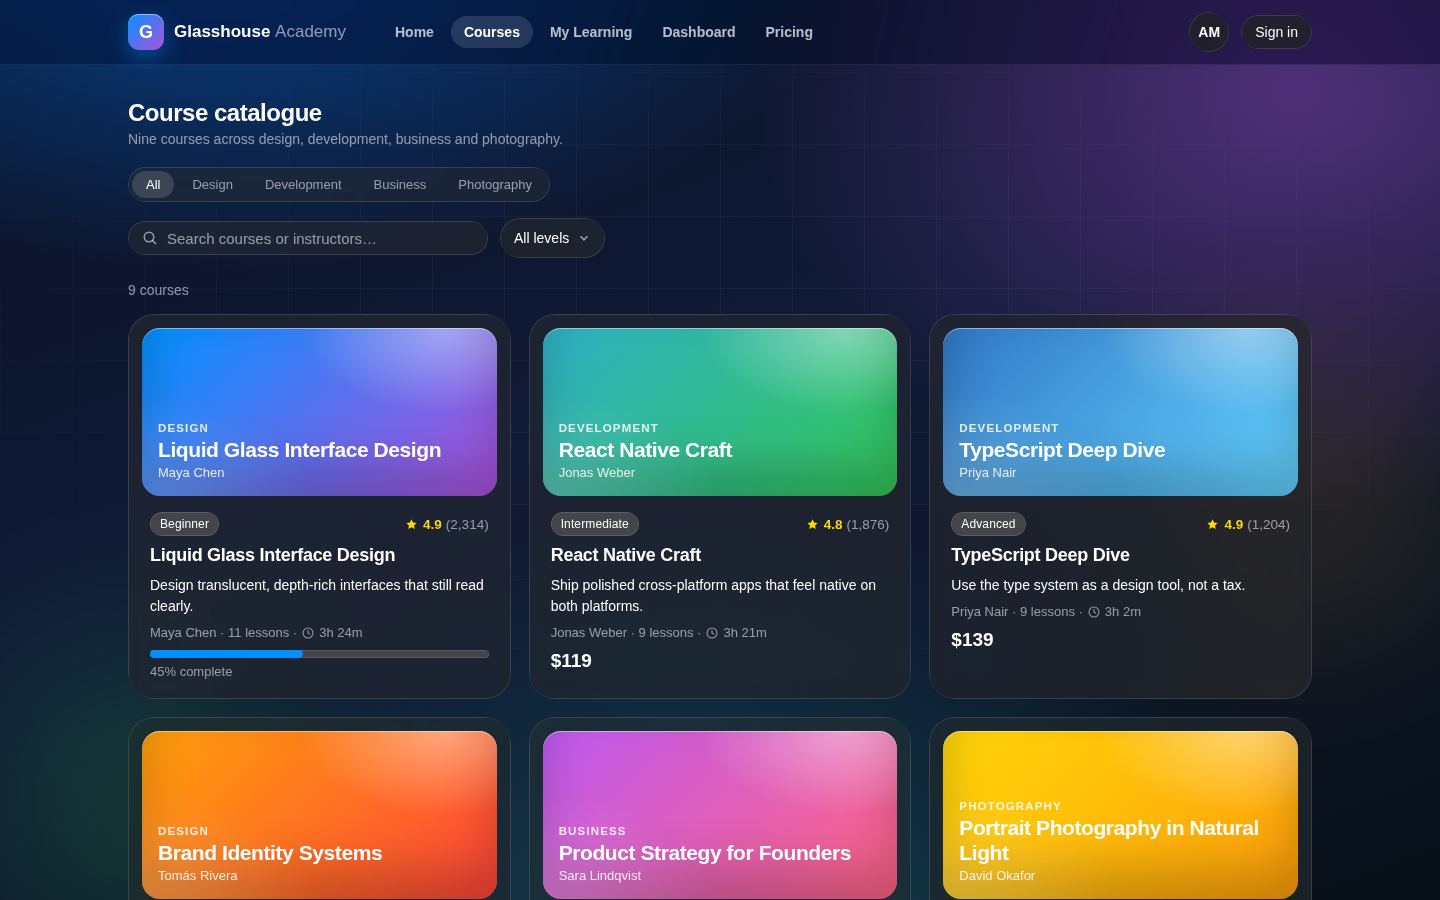 G Glasshouse Academy Home Courses My Learning Dashboard Pricing AM Sign in
Course catalogue
Nine courses across design, development, business and photography.
All Design Development Business Photography
Search courses or instructors…
All levels
9 courses
DESIGN
Liquid Glass Interface Design
Maya Chen
Beginner 4.9 (2,314)
Liquid Glass Interface Design
Design translucent, depth-rich interfaces that still read
clearly.
Maya Chen · 11 lessons · 3h 24m
45% complete
DEVELOPMENT
React Native Craft
Jonas Weber
Intermediate 4.8 (1,876)
React Native Craft
Ship polished cross-platform apps that feel native on
both platforms.
Jonas Weber · 9 lessons · 3h 21m
$119
DEVELOPMENT
TypeScript Deep Dive
Priya Nair
Advanced 4.9 (1,204)
TypeScript Deep Dive
Use the type system as a design tool, not a tax.
Priya Nair · 9 lessons · 3h 2m
$139
DESIGN
Brand Identity Systems
Tomás Rivera
BUSINESS
Product Strategy for Founders
Sara Lindqvist
PHOTOGRAPHY
Portrait Photography in Natural
Light
David Okafor